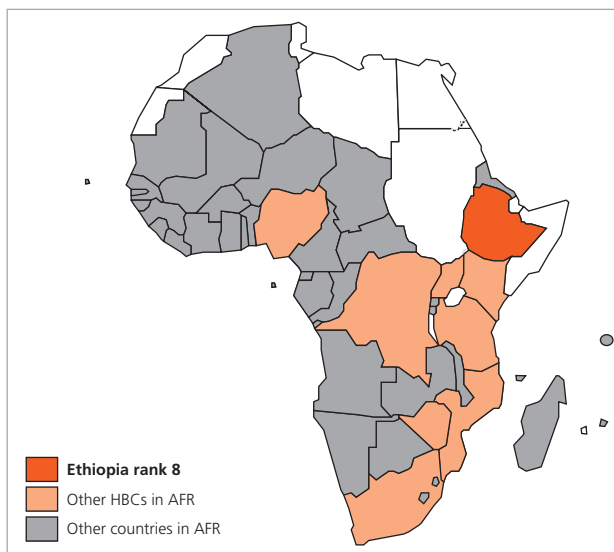 Ethiopia rank 8
Other HBCs in AFR
Other countries in AFR